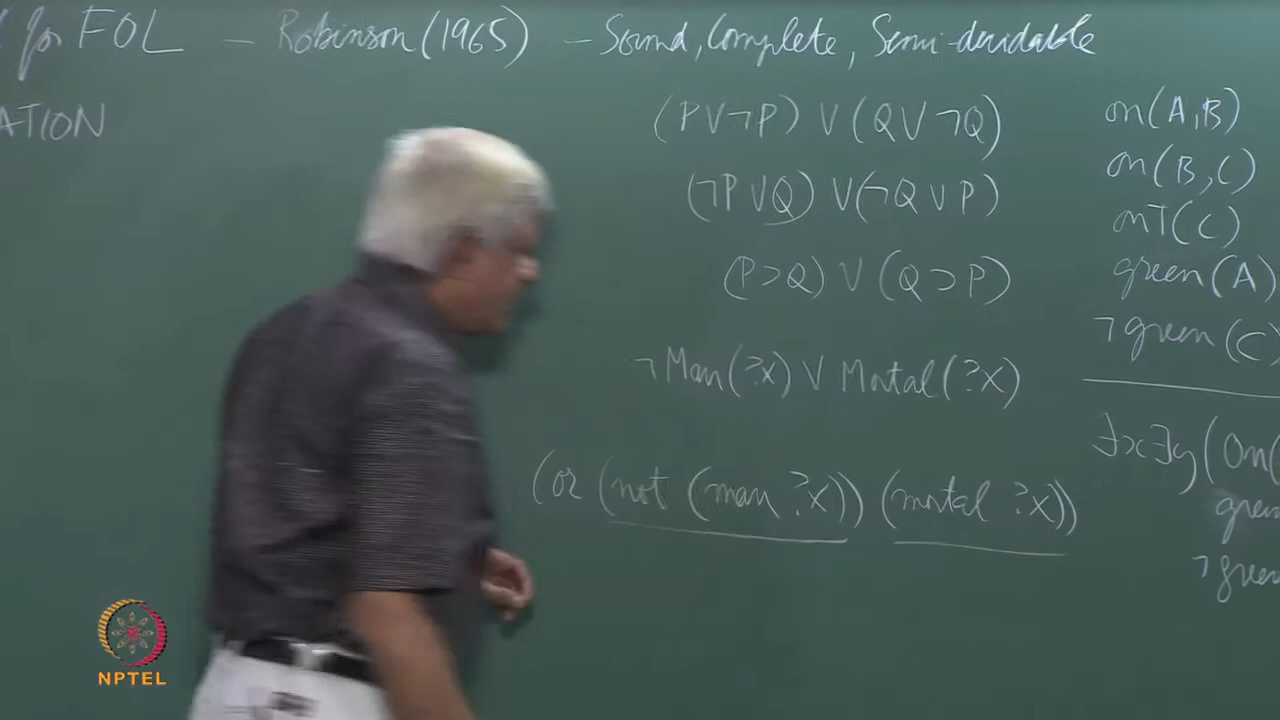 for FOL — Robinson (1965) — Sound, Complete, Semi-decidable
ATION
(P∨¬P) ∨ (Q∨¬Q)
(¬P∨Q) ∨ (¬Q∨P)
(P⊃Q) ∨ (Q⊃P)
¬Man(?x) ∨ Mortal(?x)
(or (not (man ?x)) (mortal ?x))
on(A,B)
on(B,C)
onT(C)
green(A)
¬green(C)
∃x∃y(On(
green
¬green
NPTEL